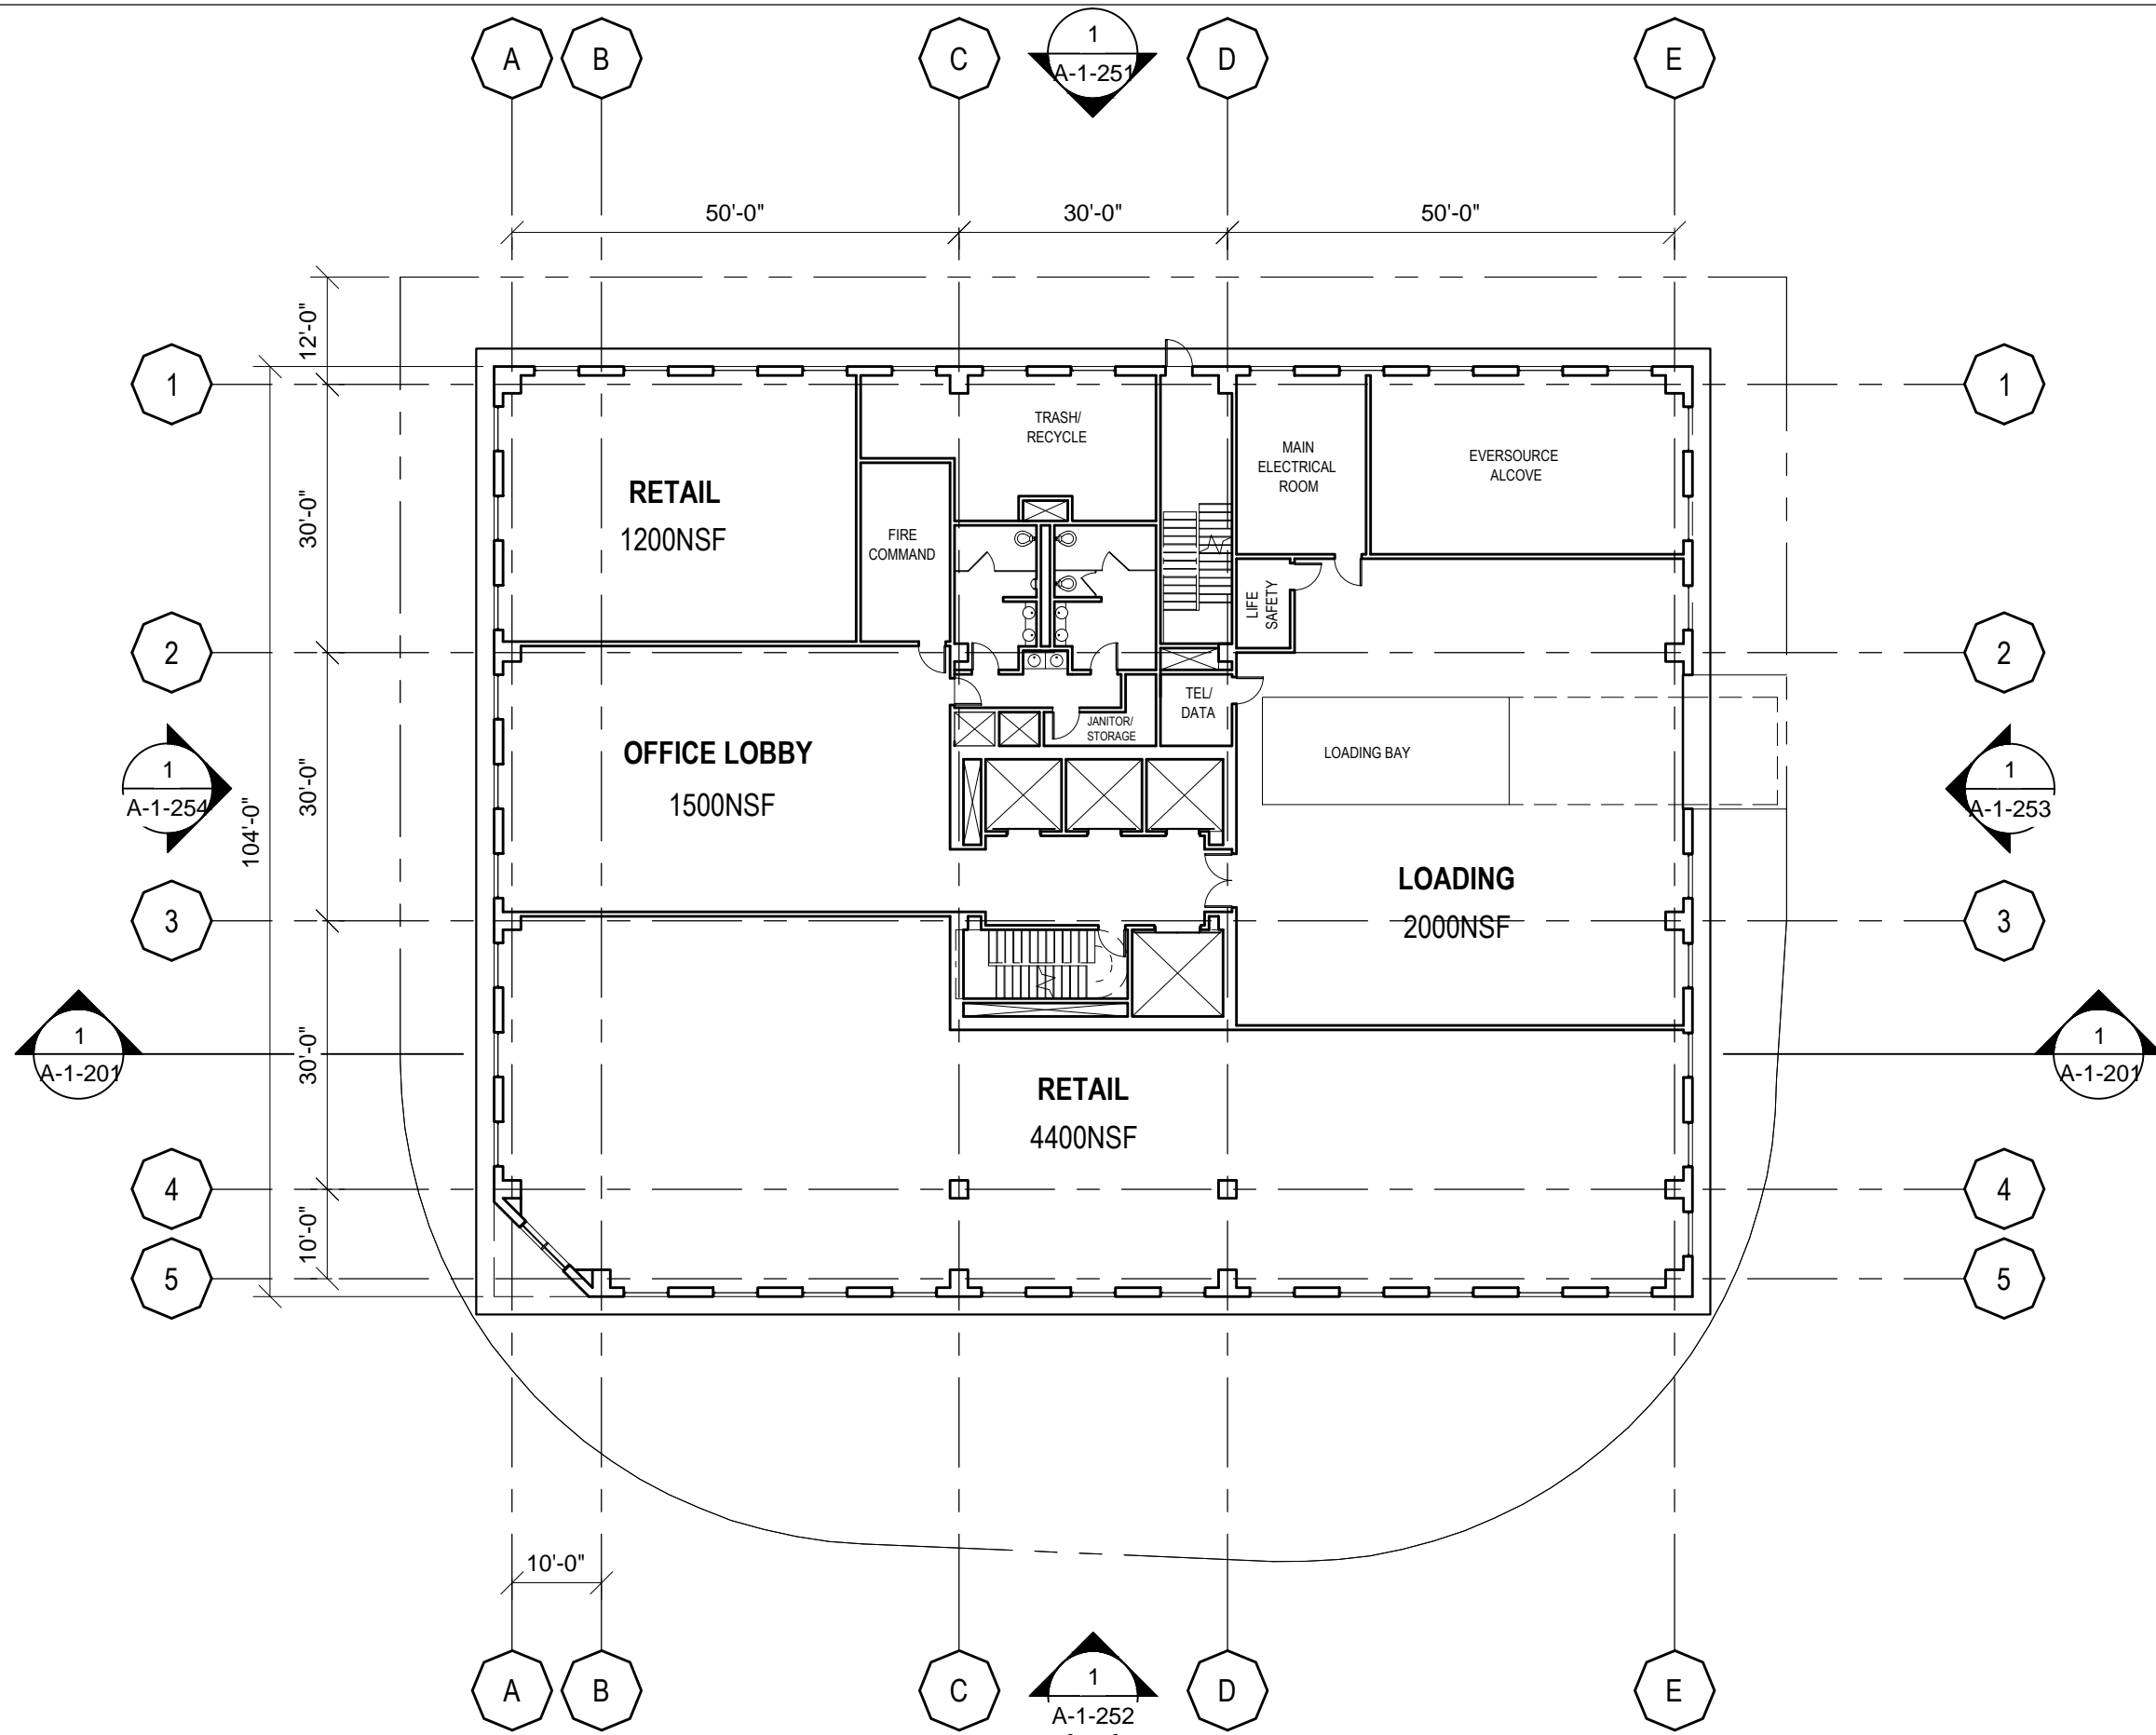 A B C 1 D E
A-1-251
50'-0" 30'-0" 50'-0"
12'-0"
1 1
TRASH/
RECYCLE
MAIN
ELECTRICAL
ROOM
EVERSOURCE
ALCOVE
RETAIL
1200NSF
30'-0"
FIRE
COMMAND
LIFE
SAFETY
2 2
TEL/
DATA
JANITOR/
STORAGE
OFFICE LOBBY
1500NSF
LOADING BAY
1
A-1-254
30'-0"
104'-0"
1
A-1-253
LOADING
2000NSF
3 3
1
A-1-201
30'-0"
1
A-1-201
RETAIL
4400NSF
4 4
10'-0"
5 5
10'-0"
A B C 1 D E
A-1-252